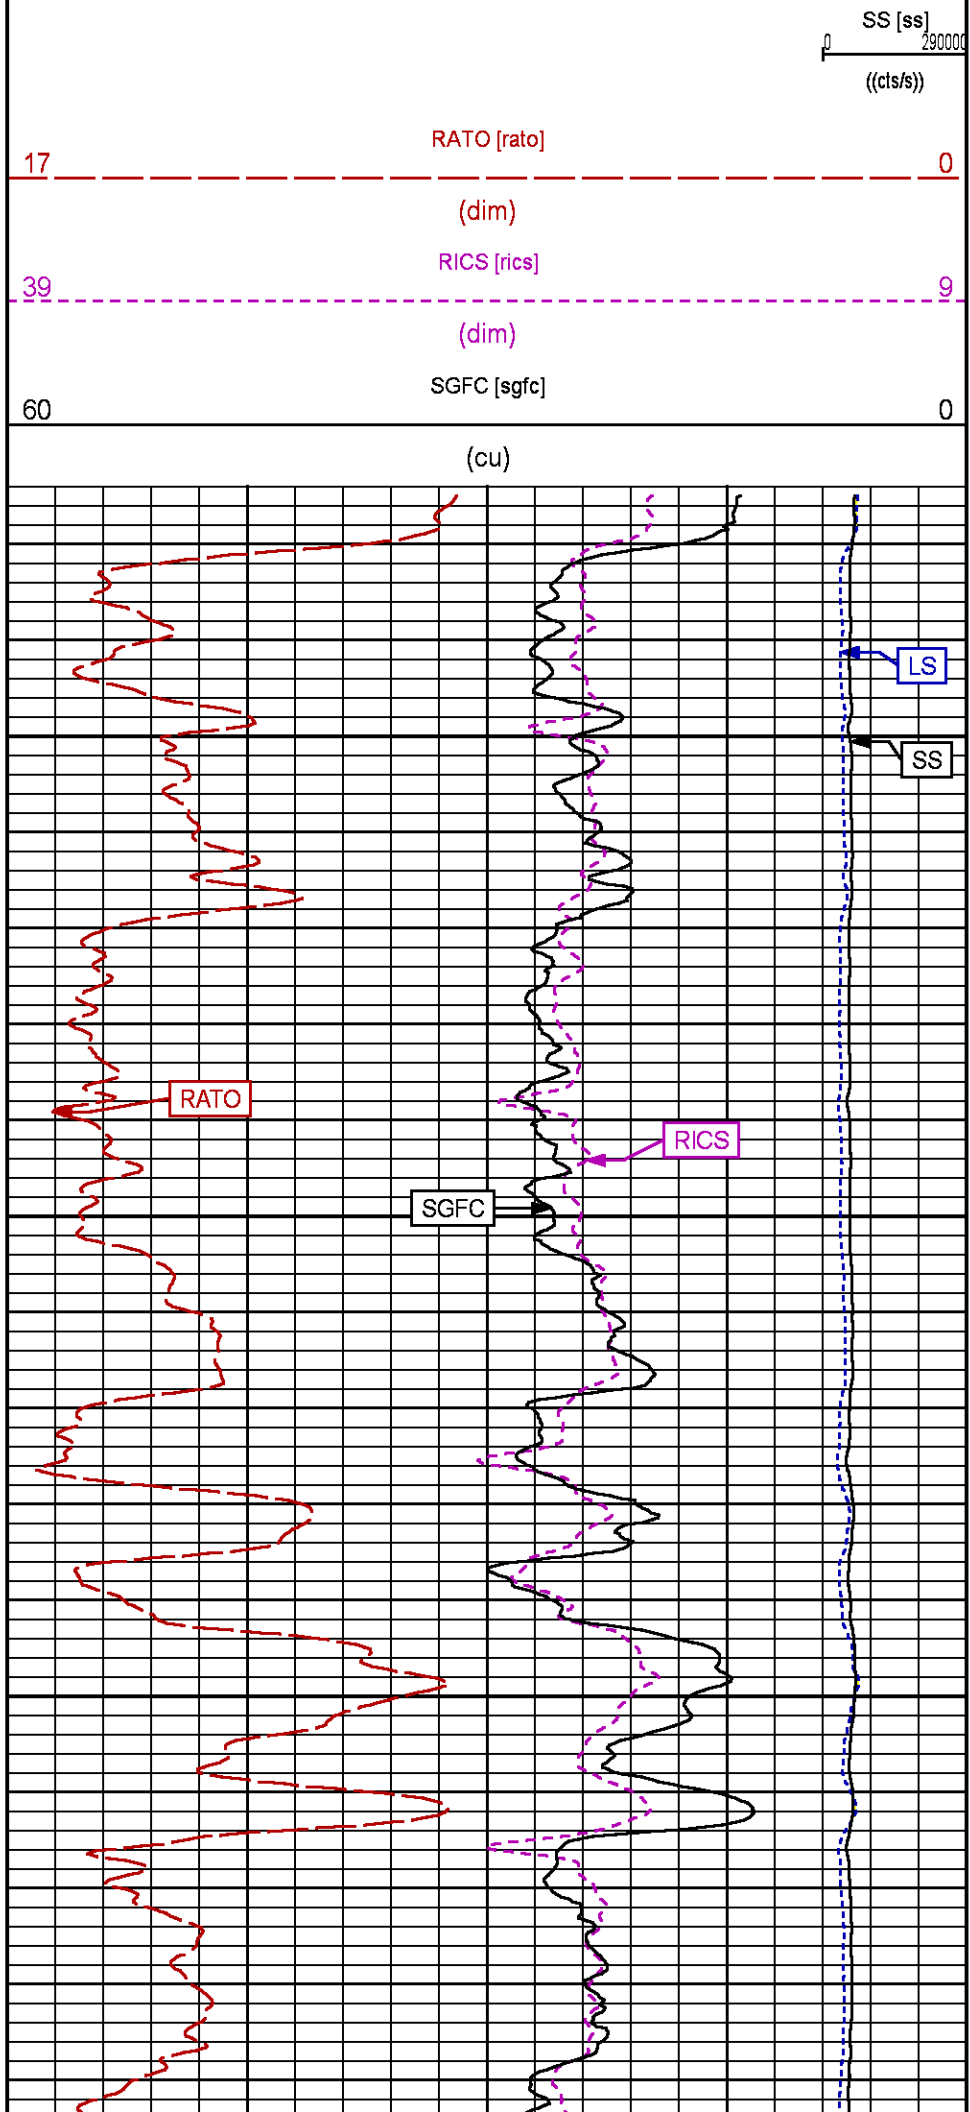 SS [ss]
0 290000
((cts/s))
RATO [rato]
17 0
(dim)
RICS [rics]
39 9
(dim)
SGFC [sgfc]
60 0
(cu)
LS
SS
RATO
RICS
SGFC